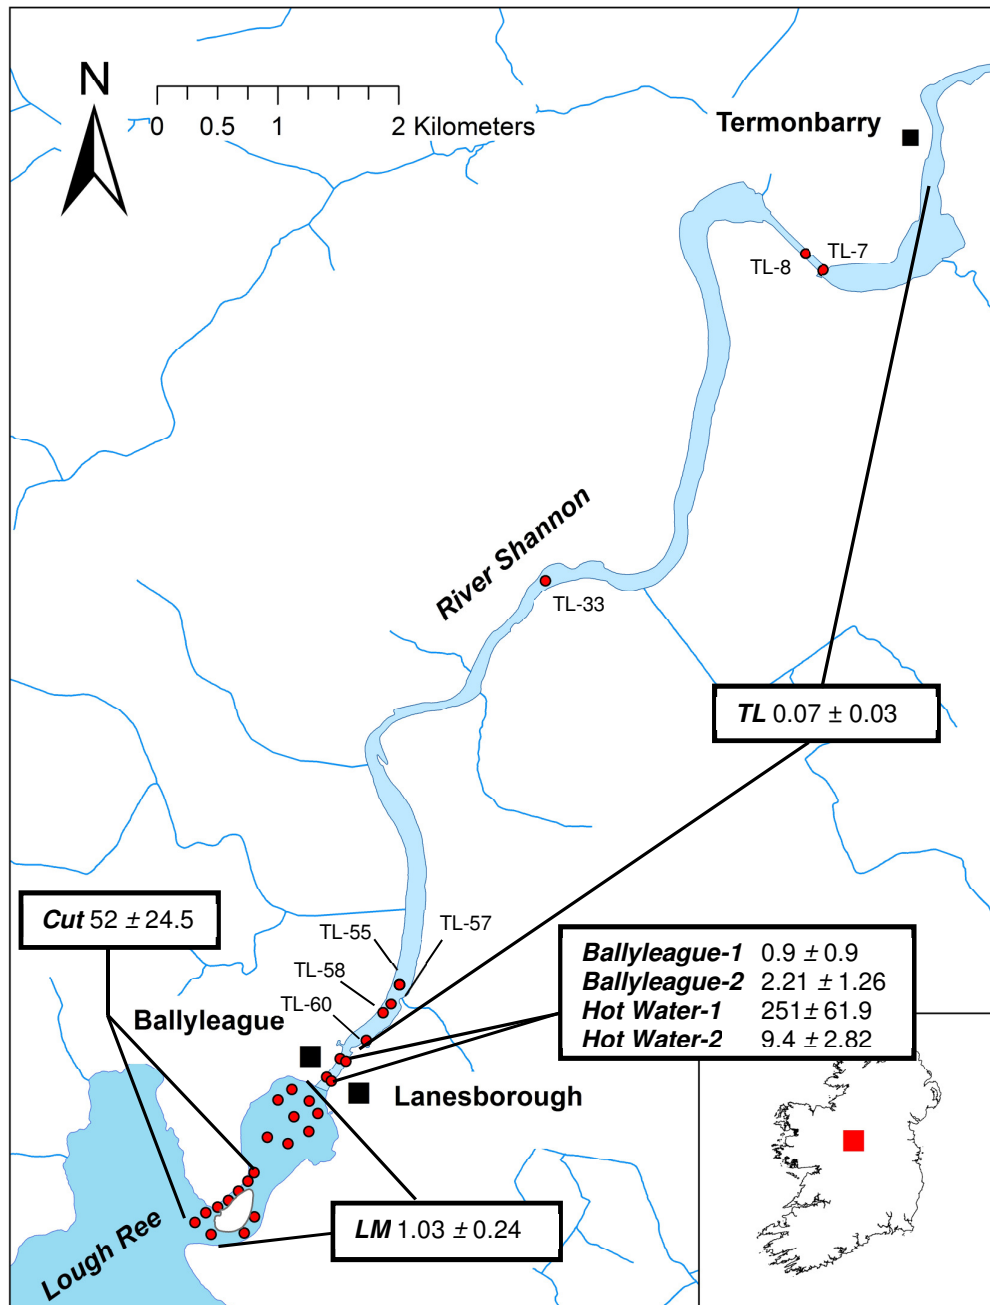 N
0 0.5 1 2 Kilometers
Termonbarry
TL-7
TL-8
River Shannon
TL-33
TL 0.07 ± 0.03
Cut 52 ± 24.5
TL-55
TL-57
TL-58
TL-60
Ballyleague-1 0.9 ± 0.9
Ballyleague-2 2.21 ± 1.26
Hot Water-1 251 ± 61.9
Hot Water-2 9.4 ± 2.82
Ballyleague
Lanesborough
LM 1.03 ± 0.24
Lough Ree